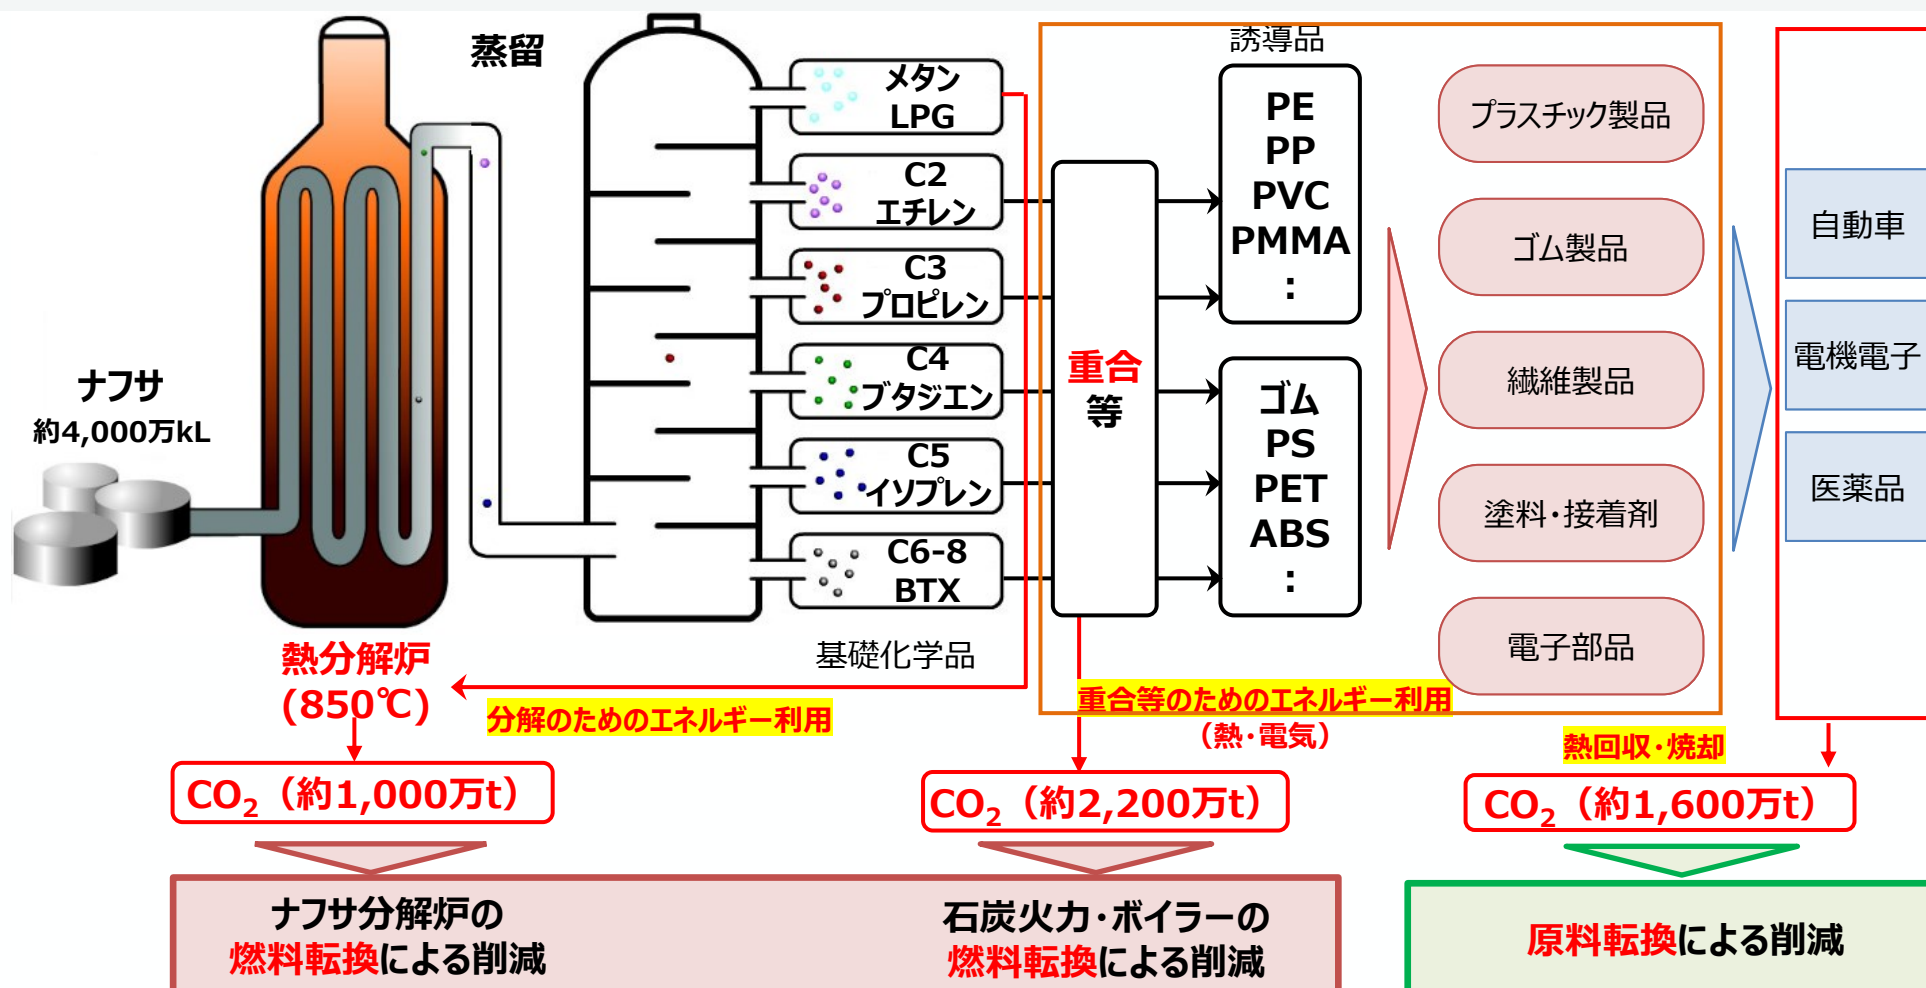 蒸留
誘導品
メタン
LPG
C2
エチレン
C3
プロピレン
C4
ブタジエン
C5
イソプレン
C6-8
BTX
基礎化学品
ナフサ
約4,000万kL
熱分解炉
(850℃)
分解のためのエネルギー利用
重合
等
PE
PP
PVC
PMMA
:
ゴム
PS
PET
ABS
:
プラスチック製品
ゴム製品
繊維製品
塗料・接着剤
電子部品
自動車
電機電子
医薬品
重合等のためのエネルギー利用
（熱・電気）
熱回収・焼却
CO₂（約1,000万t）
CO₂（約2,200万t）
CO₂（約1,600万t）
ナフサ分解炉の
燃料転換による削減
石炭火力・ボイラーの
燃料転換による削減
原料転換による削減